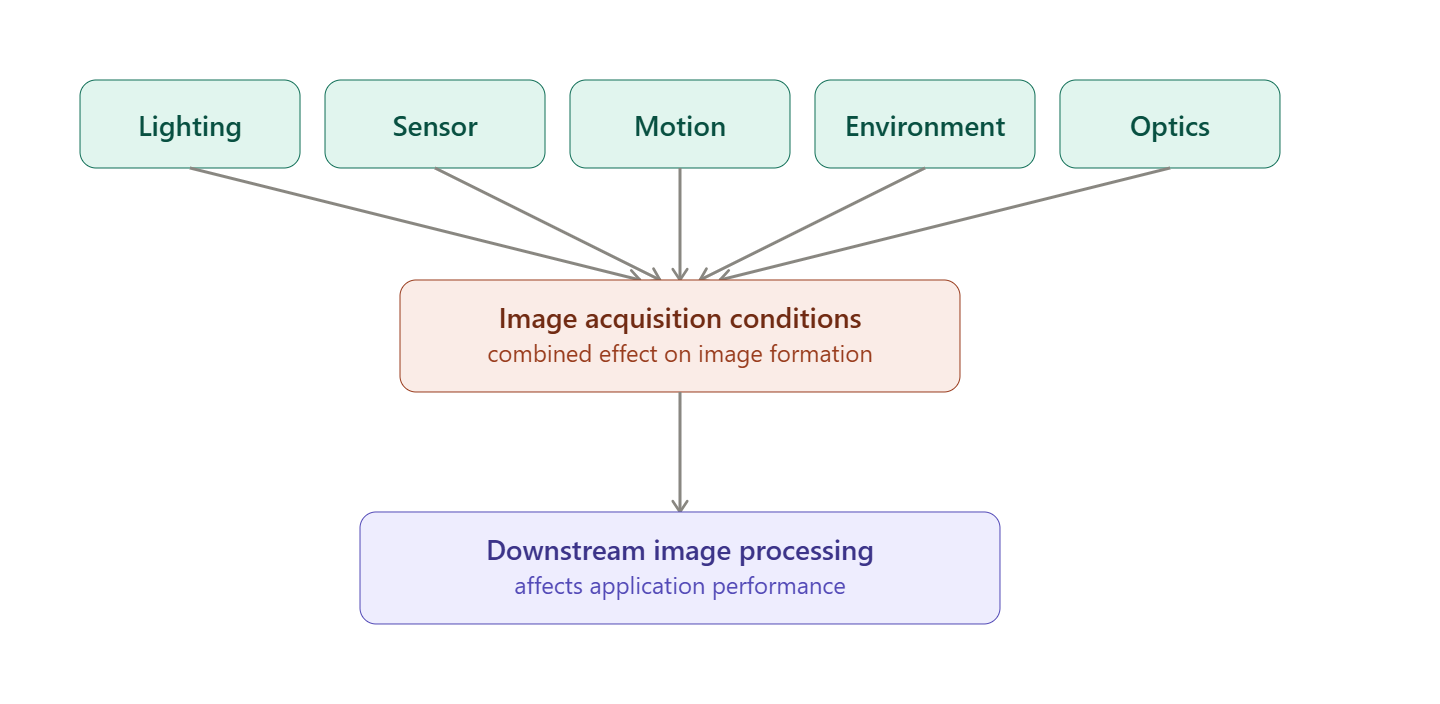 Lighting
Sensor
Motion
Environment
Optics
Image acquisition conditions
combined effect on image formation
Downstream image processing
affects application performance